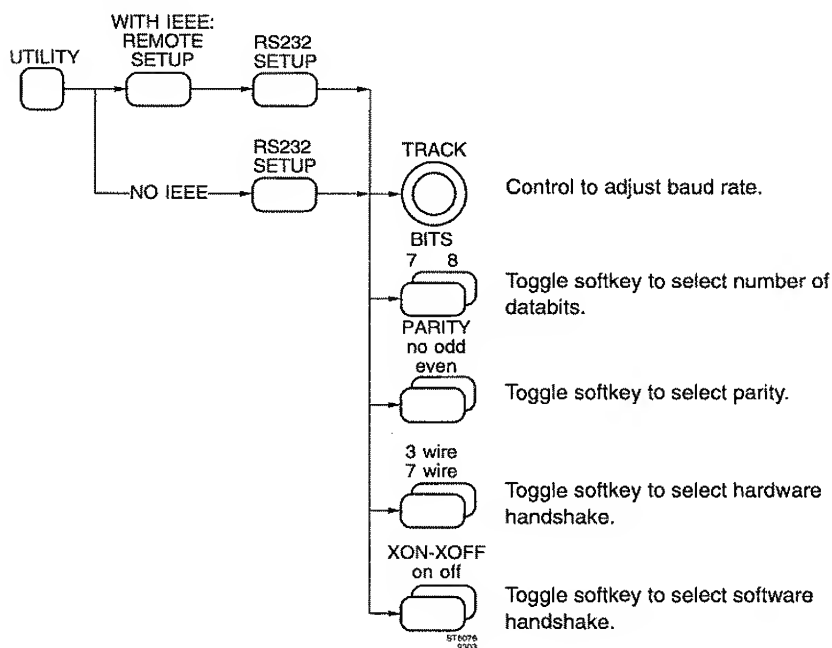 WITH IEEE:
REMOTE
SETUP
RS232
SETUP
UTILITY
RS232
SETUP
NO IEEE
TRACK
Control to adjust baud rate.
BITS
7 8
Toggle softkey to select number of
databits.
PARITY
no odd
even
Toggle softkey to select parity.
3 wire
7 wire
Toggle softkey to select hardware
handshake.
XON-XOFF
on off
Toggle softkey to select software
handshake.
ST6076
9303